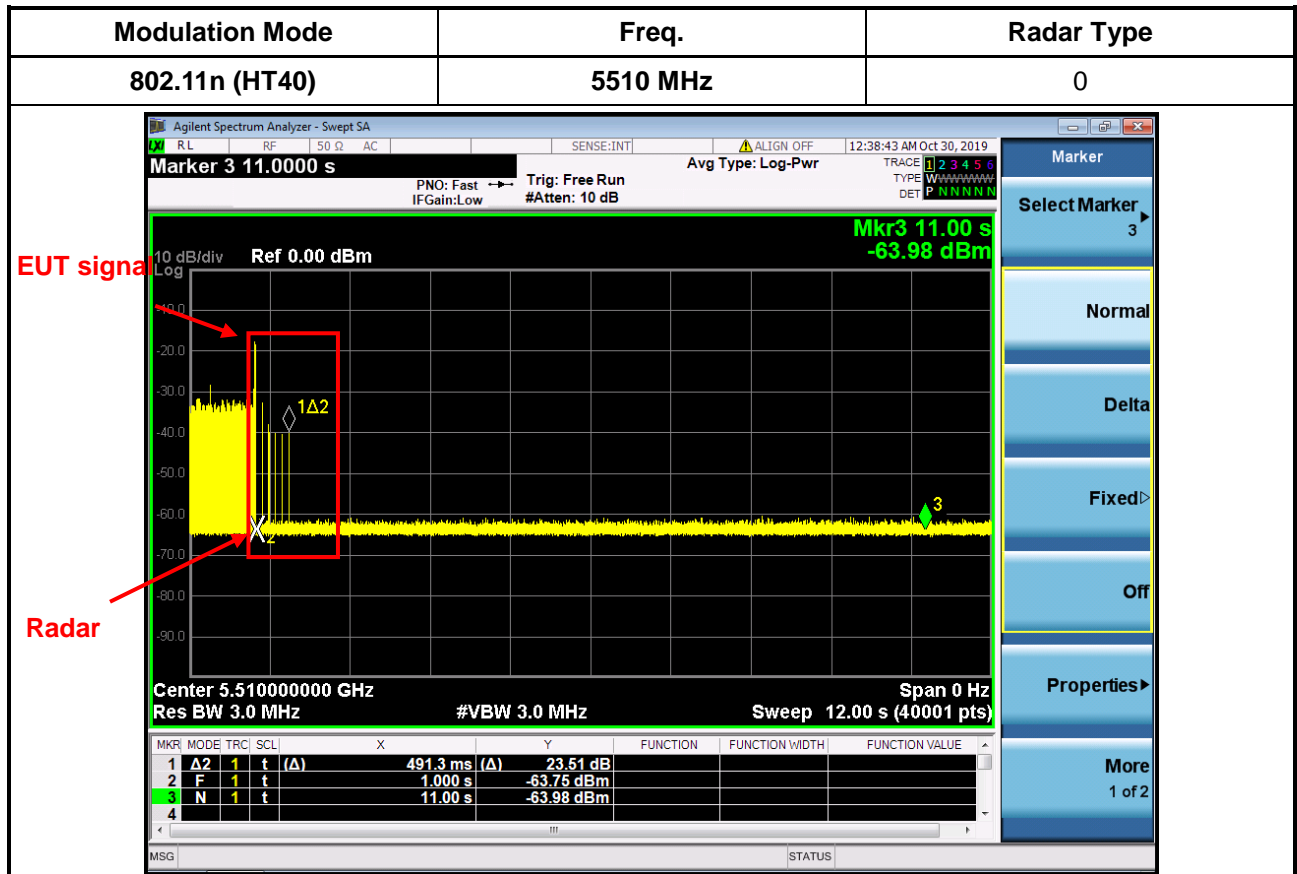 Modulation Mode Freq. Radar Type
802.11n (HT40) 5510 MHz 0
Agilent Spectrum Analyzer - Swept SA
LXI RL RF 50 Ω AC SENSE:INT ALIGN OFF 12:38:43 AM Oct 30, 2019
Marker 3 11.0000 s Avg Type: Log-Pwr TRACE 1 2 3 4 5 6
PNO: Fast Trig: Free Run TYPE WWWWWW
IFGain:Low #Atten: 10 dB DET P N N N N N
Marker
Select Marker
3
Mkr3 11.00 s
-63.98 dBm
10 dB/div Ref 0.00 dBm
Log
EUT signal
-10.0
-20.0
-30.0
1Δ2
-40.0
-50.0
-60.0
3
2
-70.0
-80.0
Radar
-90.0
Normal
Delta
Fixed
Off
Properties
More
1 of 2
Center 5.510000000 GHz Span 0 Hz
Res BW 3.0 MHz #VBW 3.0 MHz Sweep 12.00 s (40001 pts)
MKR MODE TRC SCL X Y FUNCTION FUNCTION WIDTH FUNCTION VALUE
1 Δ2 1 t (Δ) 491.3 ms (Δ) 23.51 dB
2 F 1 t 1.000 s -63.75 dBm
3 N 1 t 11.00 s -63.98 dBm
4
MSG STATUS